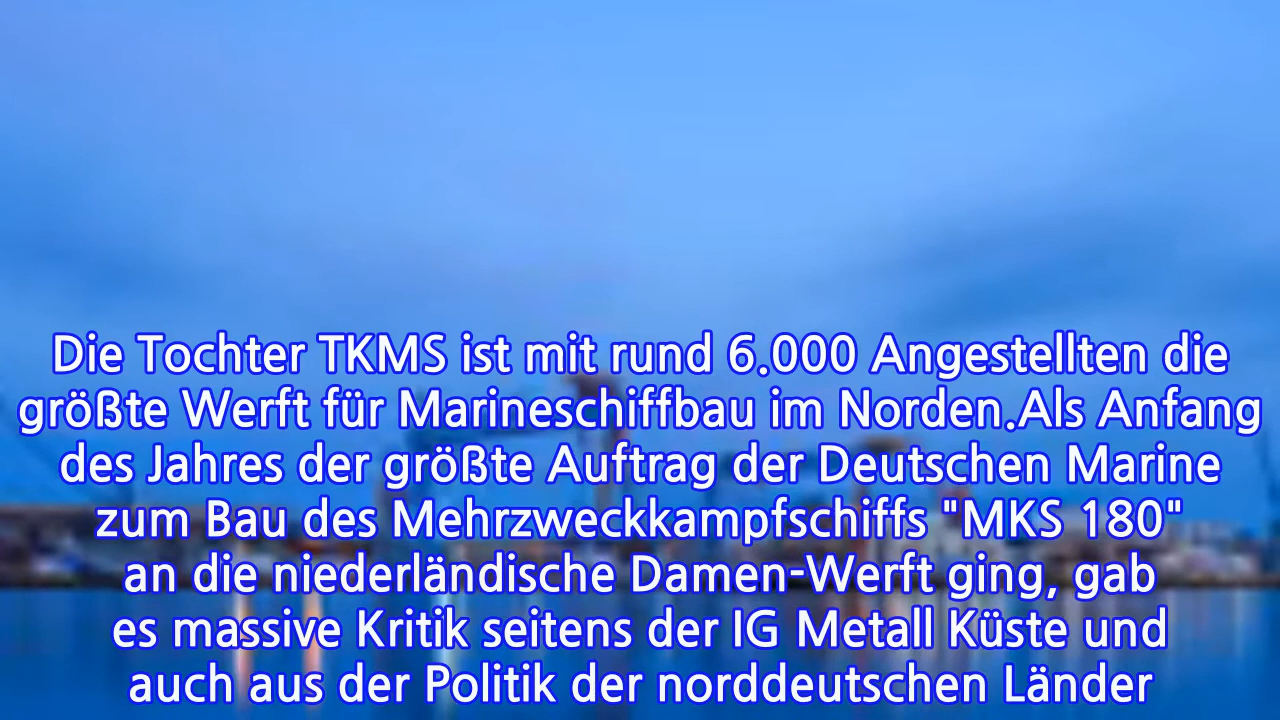 Die Tochter TKMS ist mit rund 6.000 Angestellten die
größte Werft für Marineschiffbau im Norden.Als Anfang
des Jahres der größte Auftrag der Deutschen Marine
zum Bau des Mehrzweckkampfschiffs "MKS 180"
an die niederländische Damen-Werft ging, gab
es massive Kritik seitens der IG Metall Küste und
auch aus der Politik der norddeutschen Länder